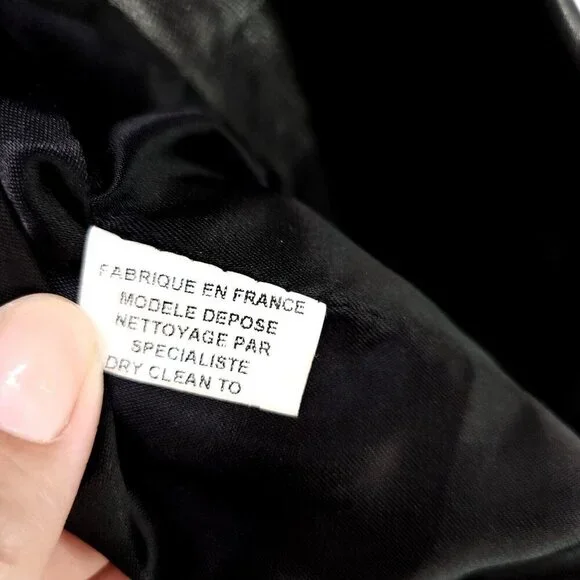 FABRIQUE EN FRANCE
MODELE DEPOSE
NETTOYAGE PAR
SPECIALISTE
DRY CLEAN TO